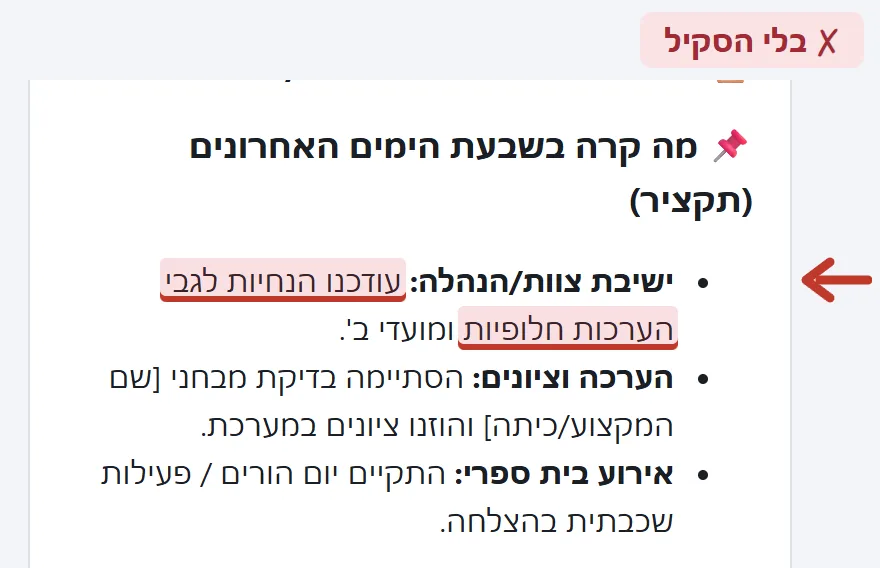 ✗ בלי הסקיל
📌 מה קרה בשבעת הימים האחרונים
(תקציר)
• ישיבת צוות/הנהלה: עודכנו הנחיות לגבי
הערכות חלופיות ומועדי ב'.
• הערכה וציונים: הסתיימה בדיקת מבחני [שם
המקצוע/כיתה] והוזנו ציונים במערכת.
• אירוע בית ספרי: התקיים יום הורים / פעילות
שכבתית בהצלחה.